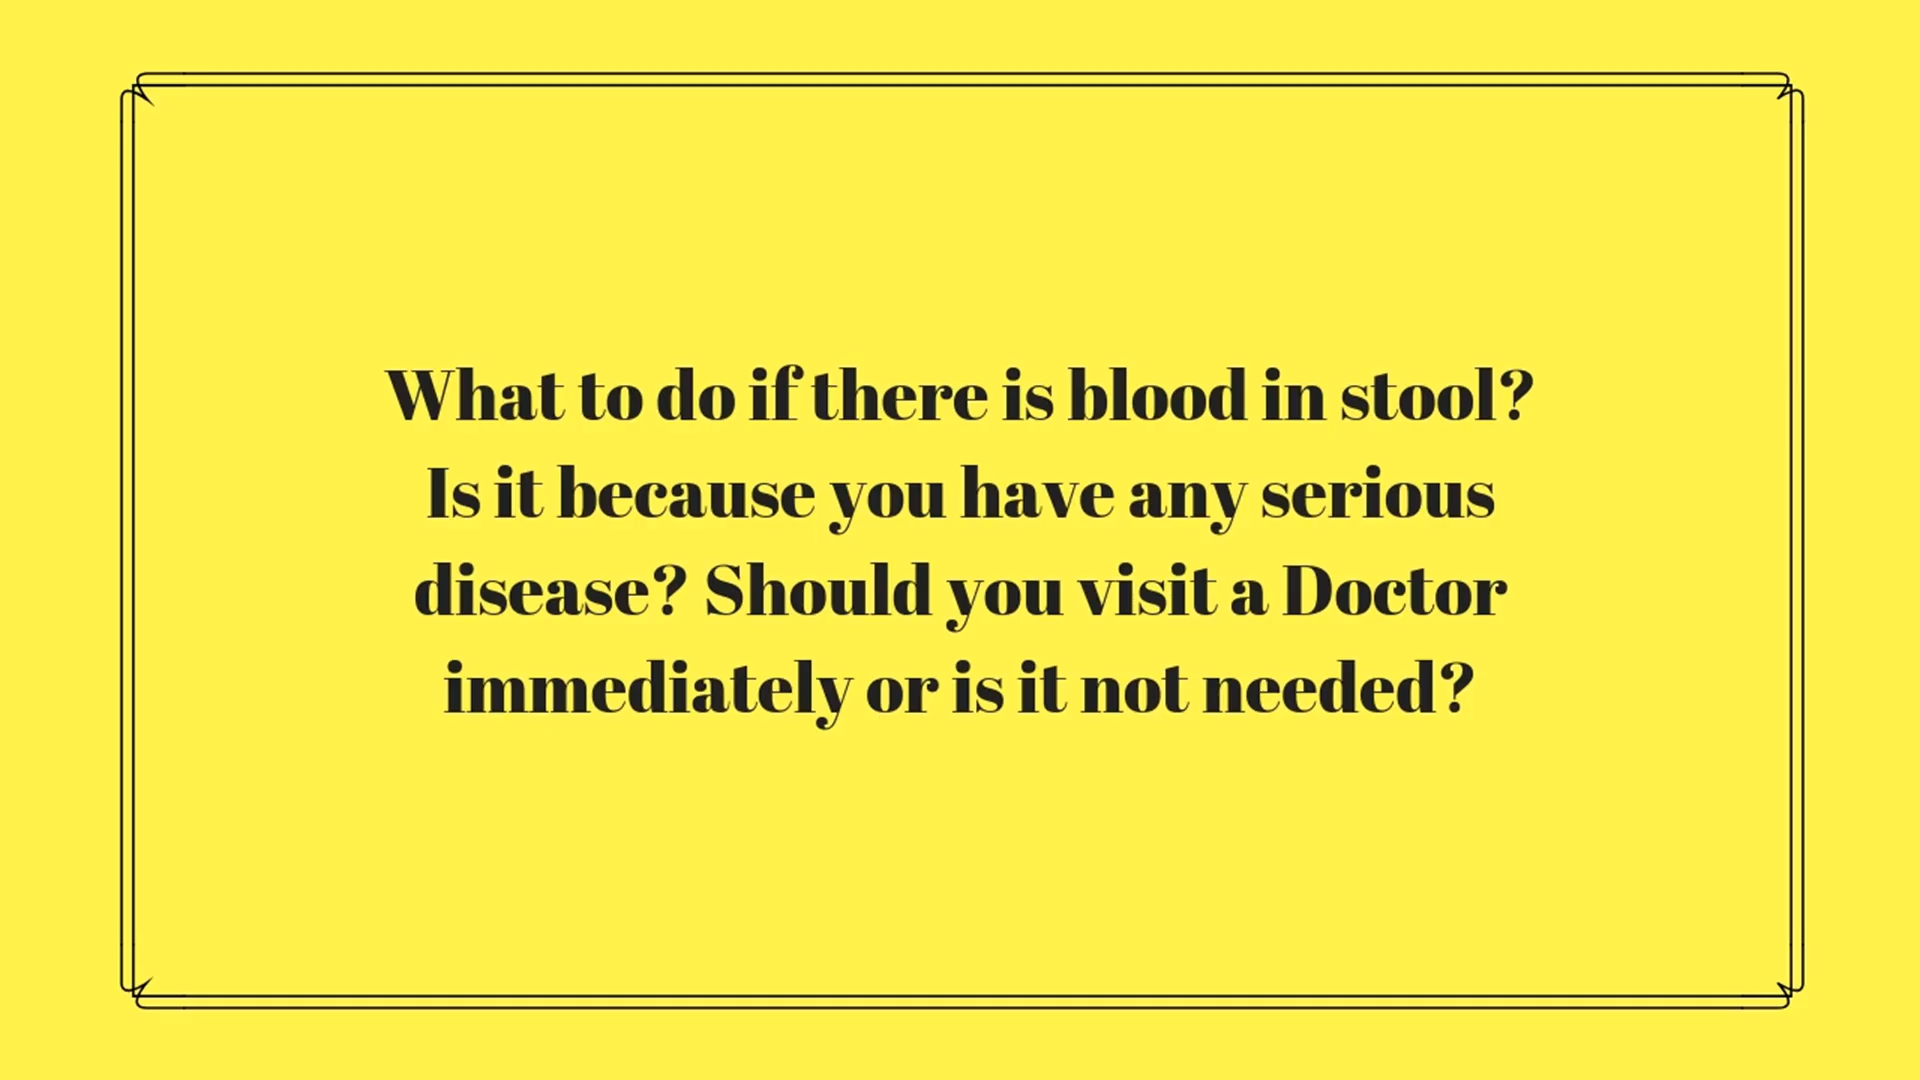 What to do if there is blood in stool?
Is it because you have any serious
disease? Should you visit a Doctor
immediately or is it not needed?